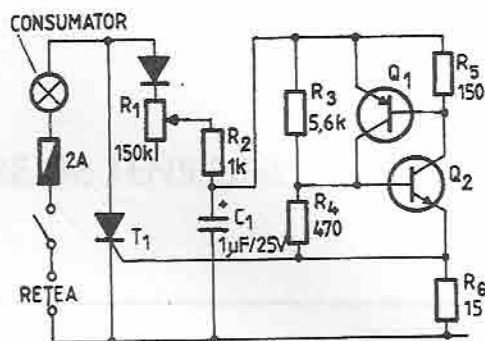 CONSUMATOR
2A
RETEA
R1
150k
T1
R2
1k
+
C1
1µF/25V
R3
5,6k
R4
470
Q1
R5
150
Q2
R6
15